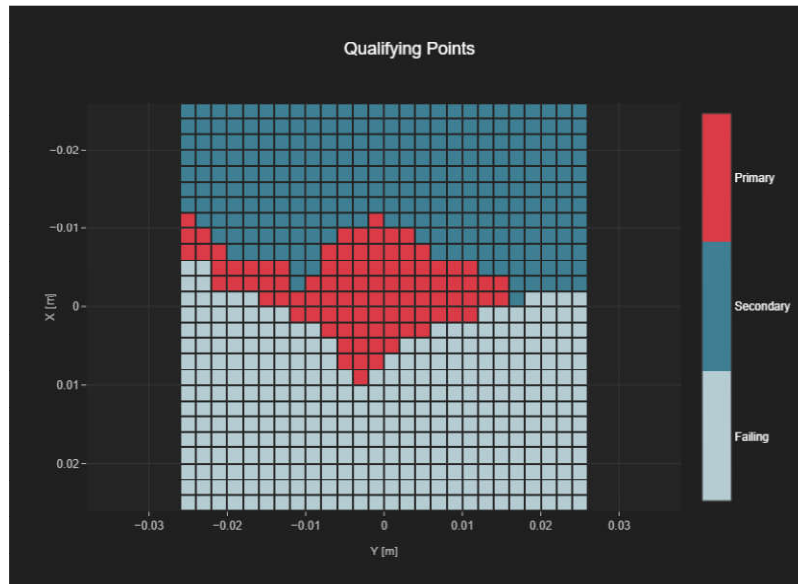 Qualifying Points
Primary
Secondary
Failing
−0.02
−0.01
0
0.01
0.02
X [m]
−0.03
−0.02
−0.01
0
0.01
0.02
0.03
Y [m]